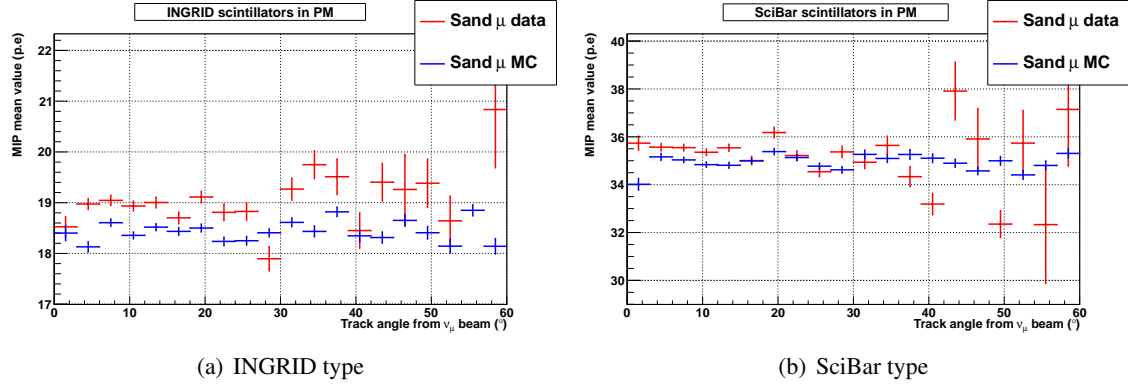 INGRID scintillators in PM
Sand μ data
Sand μ MC
MIP mean value (p.e)
22
21
20
19
18
17
0 10 20 30 40 50 60
Track angle from νμ beam (°)
(a) INGRID type
SciBar scintillators in PM
Sand μ data
Sand μ MC
MIP mean value (p.e)
40
38
36
34
32
30
0 10 20 30 40 50 60
Track angle from νμ beam (°)
(b) SciBar type